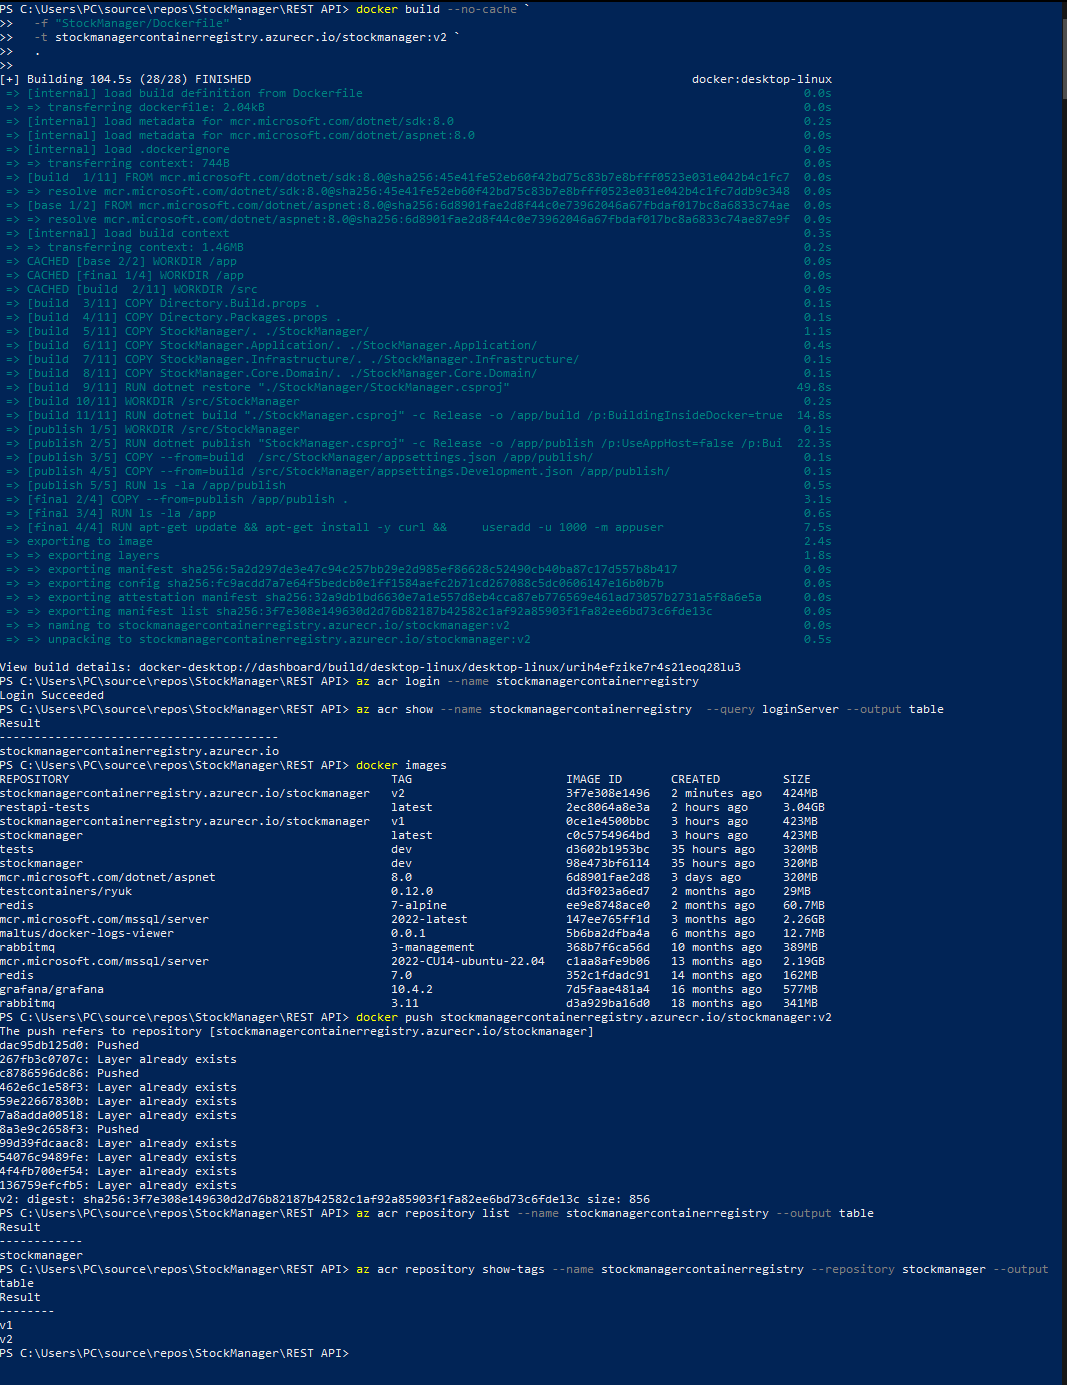 PS C:\Users\PC\source\repos\StockManager\REST API> docker build --no-cache `
>>   -f "StockManager/Dockerfile" `
>>   -t stockmanagercontainerregistry.azurecr.io/stockmanager:v2 `
>>   .
>>
[+] Building 104.5s (28/28) FINISHED docker:desktop-linux
=> [internal] load build definition from Dockerfile 0.0s
=> => transferring dockerfile: 2.04kB 0.0s
=> [internal] load metadata for mcr.microsoft.com/dotnet/sdk:8.0 0.2s
=> [internal] load metadata for mcr.microsoft.com/dotnet/aspnet:8.0 0.0s
=> [internal] load .dockerignore 0.0s
=> => transferring context: 744B 0.0s
=> [build  1/11] FROM mcr.microsoft.com/dotnet/sdk:8.0@sha256:45e41fe52eb60f42bd75c83b7e8bfff0523e031e042b4c1fc7 0.0s
=> => resolve mcr.microsoft.com/dotnet/sdk:8.0@sha256:45e41fe52eb60f42bd75c83b7e8bfff0523e031e042b4c1fc7ddb9c348 0.0s
=> [base 1/2] FROM mcr.microsoft.com/dotnet/aspnet:8.0@sha256:6d8901fae2d8f44c0e73962046a67fbdaf017bc8a6833c74ae 0.0s
=> => resolve mcr.microsoft.com/dotnet/aspnet:8.0@sha256:6d8901fae2d8f44c0e73962046a67fbdaf017bc8a6833c74ae87e9f 0.0s
=> [internal] load build context 0.3s
=> => transferring context: 1.46MB 0.2s
=> CACHED [base 2/2] WORKDIR /app 0.0s
=> CACHED [final 1/4] WORKDIR /app 0.0s
=> CACHED [build  2/11] WORKDIR /src 0.0s
=> [build  3/11] COPY Directory.Build.props . 0.1s
=> [build  4/11] COPY Directory.Packages.props . 0.1s
=> [build  5/11] COPY StockManager/. ./StockManager/ 1.1s
=> [build  6/11] COPY StockManager.Application/. ./StockManager.Application/ 0.4s
=> [build  7/11] COPY StockManager.Infrastructure/. ./StockManager.Infrastructure/ 0.1s
=> [build  8/11] COPY StockManager.Core.Domain/. ./StockManager.Core.Domain/ 0.1s
=> [build  9/11] RUN dotnet restore "./StockManager/StockManager.csproj" 49.8s
=> [build 10/11] WORKDIR /src/StockManager 0.2s
=> [build 11/11] RUN dotnet build "./StockManager.csproj" -c Release -o /app/build /p:BuildingInsideDocker=true 14.8s
=> [publish 1/5] WORKDIR /src/StockManager 0.1s
=> [publish 2/5] RUN dotnet publish "StockManager.csproj" -c Release -o /app/publish /p:UseAppHost=false /p:Bui 22.3s
=> [publish 3/5] COPY --from=build  /src/StockManager/appsettings.json /app/publish/ 0.1s
=> [publish 4/5] COPY --from=build /src/StockManager/appsettings.Development.json /app/publish/ 0.1s
=> [publish 5/5] RUN ls -la /app/publish 0.5s
=> [final 2/4] COPY --from=publish /app/publish . 3.1s
=> [final 3/4] RUN ls -la /app 0.6s
=> [final 4/4] RUN apt-get update && apt-get install -y curl &&     useradd -u 1000 -m appuser 7.5s
=> exporting to image 2.4s
=> => exporting layers 1.8s
=> => exporting manifest sha256:5a2d297de3e47c94c257bb29e2d985ef86628c52490cb40ba87c17d557b8b417 0.0s
=> => exporting config sha256:fc9acdd7a7e64f5bedcb0e1ff1584aefc2b71cd267088c5dc0606147e16b0b7b 0.0s
=> => exporting attestation manifest sha256:32a9db1bd6630e7a1e557d8eb4cca87eb776569e461ad73057b2731a5f8a6e5a 0.0s
=> => exporting manifest list sha256:3f7e308e149630d2d76b82187b42582c1af92a85903f1fa82ee6bd73c6fde13c 0.0s
=> => naming to stockmanagercontainerregistry.azurecr.io/stockmanager:v2 0.0s
=> => unpacking to stockmanagercontainerregistry.azurecr.io/stockmanager:v2 0.5s
View build details: docker-desktop://dashboard/build/desktop-linux/desktop-linux/urih4efzike7r4s21eoq28lu3
PS C:\Users\PC\source\repos\StockManager\REST API> az acr login --name stockmanagercontainerregistry
Login Succeeded
PS C:\Users\PC\source\repos\StockManager\REST API> az acr show --name stockmanagercontainerregistry  --query loginServer --output table
Result
----------------------------------------
stockmanagercontainerregistry.azurecr.io
PS C:\Users\PC\source\repos\StockManager\REST API> docker images
REPOSITORY TAG IMAGE ID CREATED SIZE
stockmanagercontainerregistry.azurecr.io/stockmanager v2 3f7e308e1496 2 minutes ago 424MB
restapi-tests latest 2ec8064a8e3a 2 hours ago 3.04GB
stockmanagercontainerregistry.azurecr.io/stockmanager v1 0ce1e4500bbc 3 hours ago 423MB
stockmanager latest c0c5754964bd 3 hours ago 423MB
tests dev d3602b1953bc 35 hours ago 320MB
stockmanager dev 98e473bf6114 35 hours ago 320MB
mcr.microsoft.com/dotnet/aspnet 8.0 6d8901fae2d8 3 days ago 320MB
testcontainers/ryuk 0.12.0 dd3f023a6ed7 2 months ago 29MB
redis 7-alpine ee9e8748ace0 2 months ago 60.7MB
mcr.microsoft.com/mssql/server 2022-latest 147ee765ff1d 3 months ago 2.26GB
maltus/docker-logs-viewer 0.0.1 5b6ba2dfba4a 6 months ago 12.7MB
rabbitmq 3-management 368b7f6ca56d 10 months ago 389MB
mcr.microsoft.com/mssql/server 2022-CU14-ubuntu-22.04 c1aa8afe9b06 13 months ago 2.19GB
redis 7.0 352c1fdadc91 14 months ago 162MB
grafana/grafana 10.4.2 7d5faae481a4 16 months ago 577MB
rabbitmq 3.11 d3a929ba16d0 18 months ago 341MB
PS C:\Users\PC\source\repos\StockManager\REST API> docker push stockmanagercontainerregistry.azurecr.io/stockmanager:v2
The push refers to repository [stockmanagercontainerregistry.azurecr.io/stockmanager]
dac95db125d0: Pushed
267fb3c0707c: Layer already exists
c8786596dc86: Pushed
462e6c1e58f3: Layer already exists
59e22667830b: Layer already exists
7a8adda00518: Layer already exists
8a3e9c2658f3: Pushed
99d39fdcaac8: Layer already exists
54076c9489fe: Layer already exists
4f4fb700ef54: Layer already exists
136759efcfb5: Layer already exists
v2: digest: sha256:3f7e308e149630d2d76b82187b42582c1af92a85903f1fa82ee6bd73c6fde13c size: 856
PS C:\Users\PC\source\repos\StockManager\REST API> az acr repository list --name stockmanagercontainerregistry --output table
Result
------------
stockmanager
PS C:\Users\PC\source\repos\StockManager\REST API> az acr repository show-tags --name stockmanagercontainerregistry --repository stockmanager --output
table
Result
--------
v1
v2
PS C:\Users\PC\source\repos\StockManager\REST API>